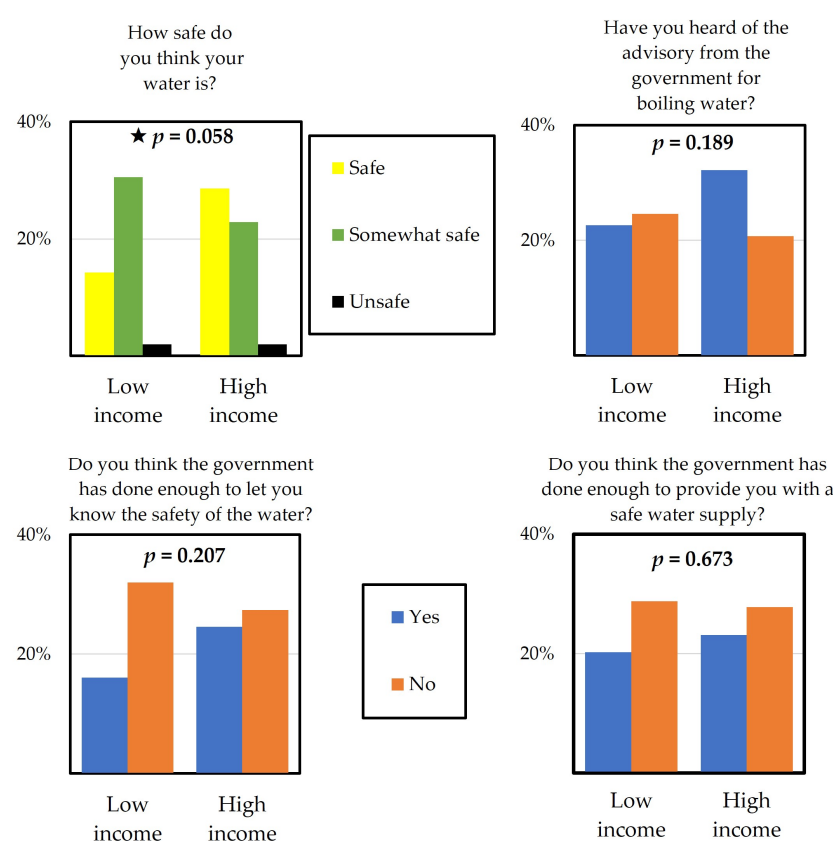 How safe do
you think your
water is?
40%
20%
★ p = 0.058
Low
income
High
income
Safe
Somewhat safe
Unsafe
Have you heard of the
advisory from the
government for
boiling water?
40%
20%
p = 0.189
Low
income
High
income
Do you think the government
has done enough to let you
know the safety of the water?
40%
20%
p = 0.207
Low
income
High
income
Yes
No
Do you think the government has
done enough to provide you with a
safe water supply?
40%
20%
p = 0.673
Low
income
High
income